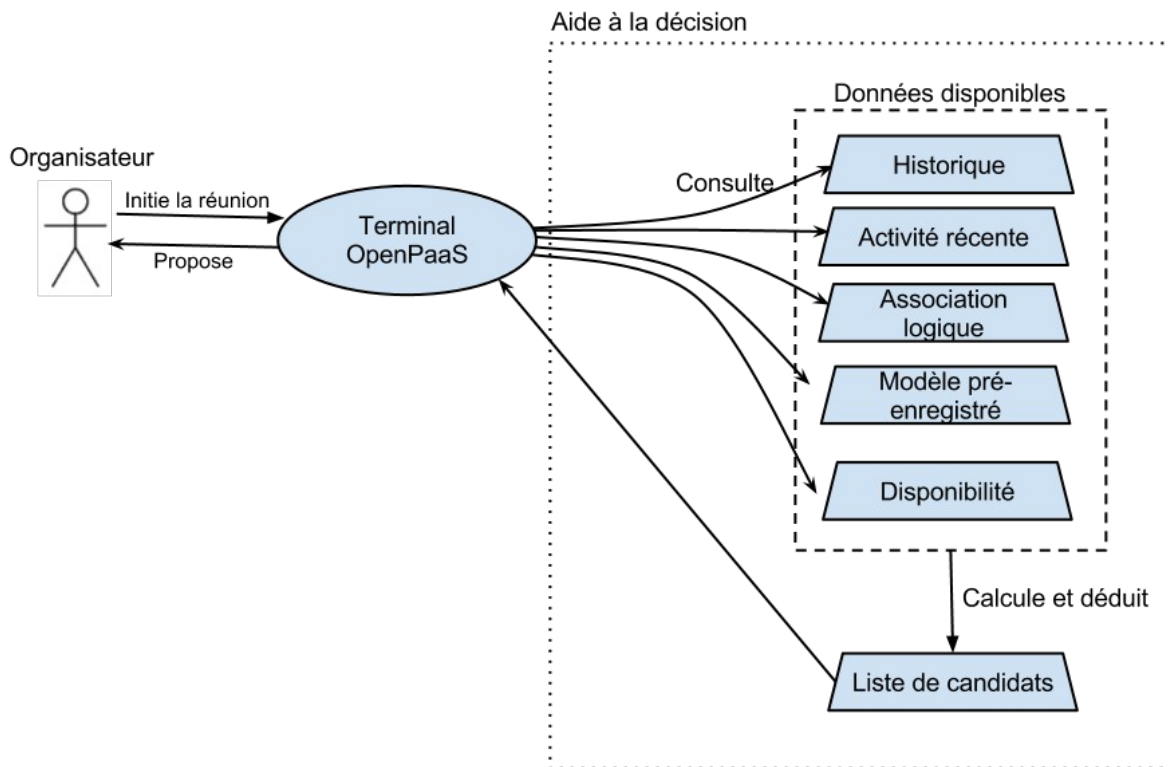 Aide à la décision
Données disponibles
Organisateur
Initie la réunion
Propose
Terminal
OpenPaaS
Consulte
Historique
Activité récente
Association
logique
Modèle pré-
enregistré
Disponibilité
Calcule et déduit
Liste de candidats